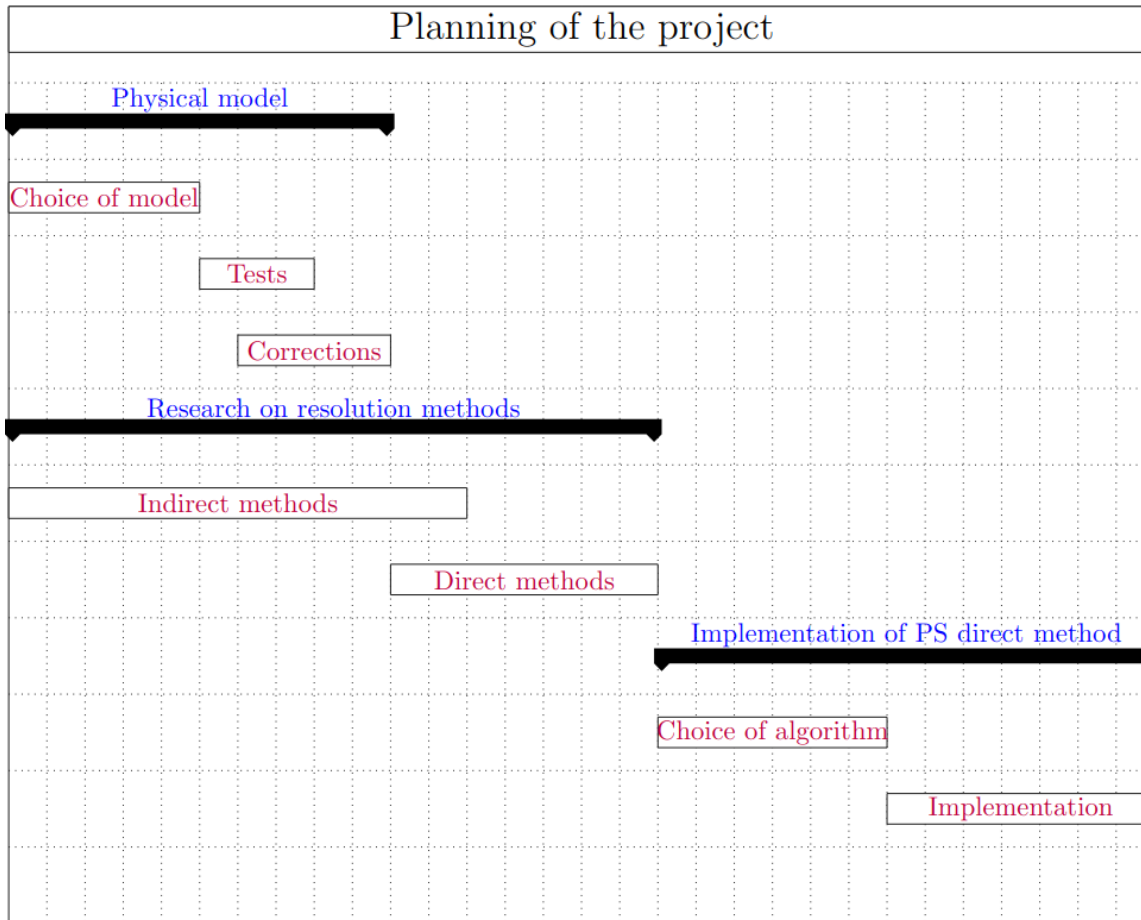 Planning of the project
Physical model
Choice of model
Tests
Corrections
Research on resolution methods
Indirect methods
Direct methods
Implementation of PS direct method
Choice of algorithm
Implementation